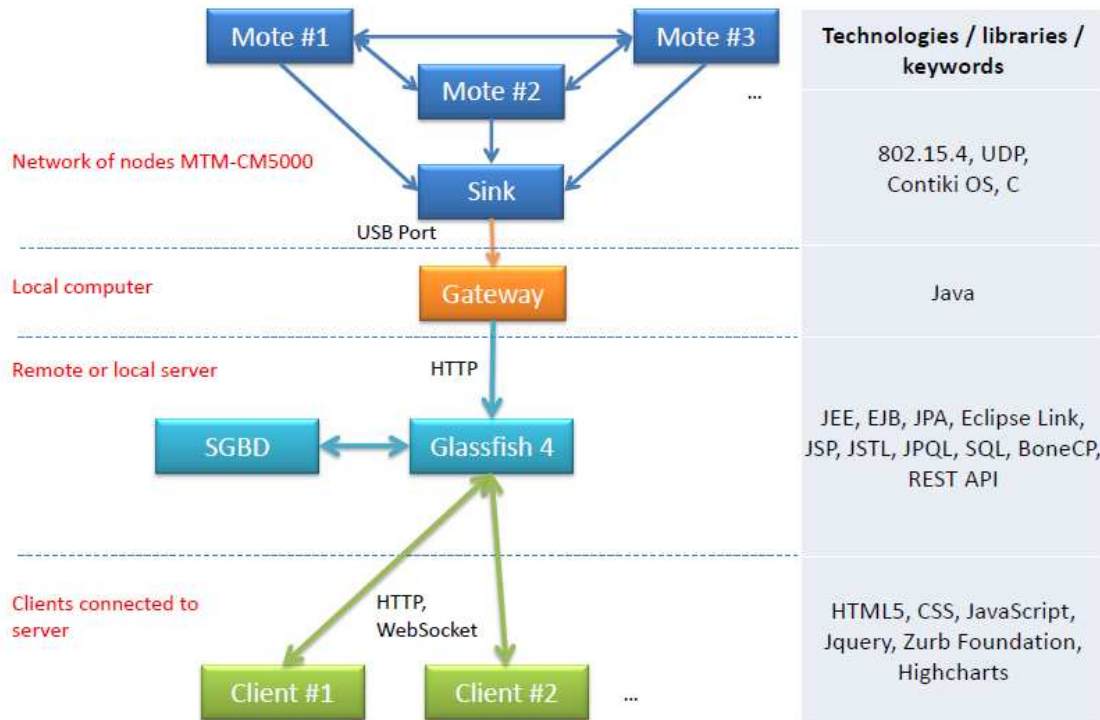 Mote #1
Mote #3
Technologies / libraries /
keywords
Mote #2
...
Network of nodes MTM-CM5000
802.15.4, UDP,
Contiki OS, C
Sink
USB Port
Local computer
Gateway
Java
Remote or local server
HTTP
SGBD
Glassfish 4
JEE, EJB, JPA, Eclipse Link,
JSP, JSTL, JPQL, SQL, BoneCP,
REST API
Clients connected to
server
HTTP,
WebSocket
HTML5, CSS, JavaScript,
Jquery, Zurb Foundation,
Highcharts
Client #1
Client #2
...